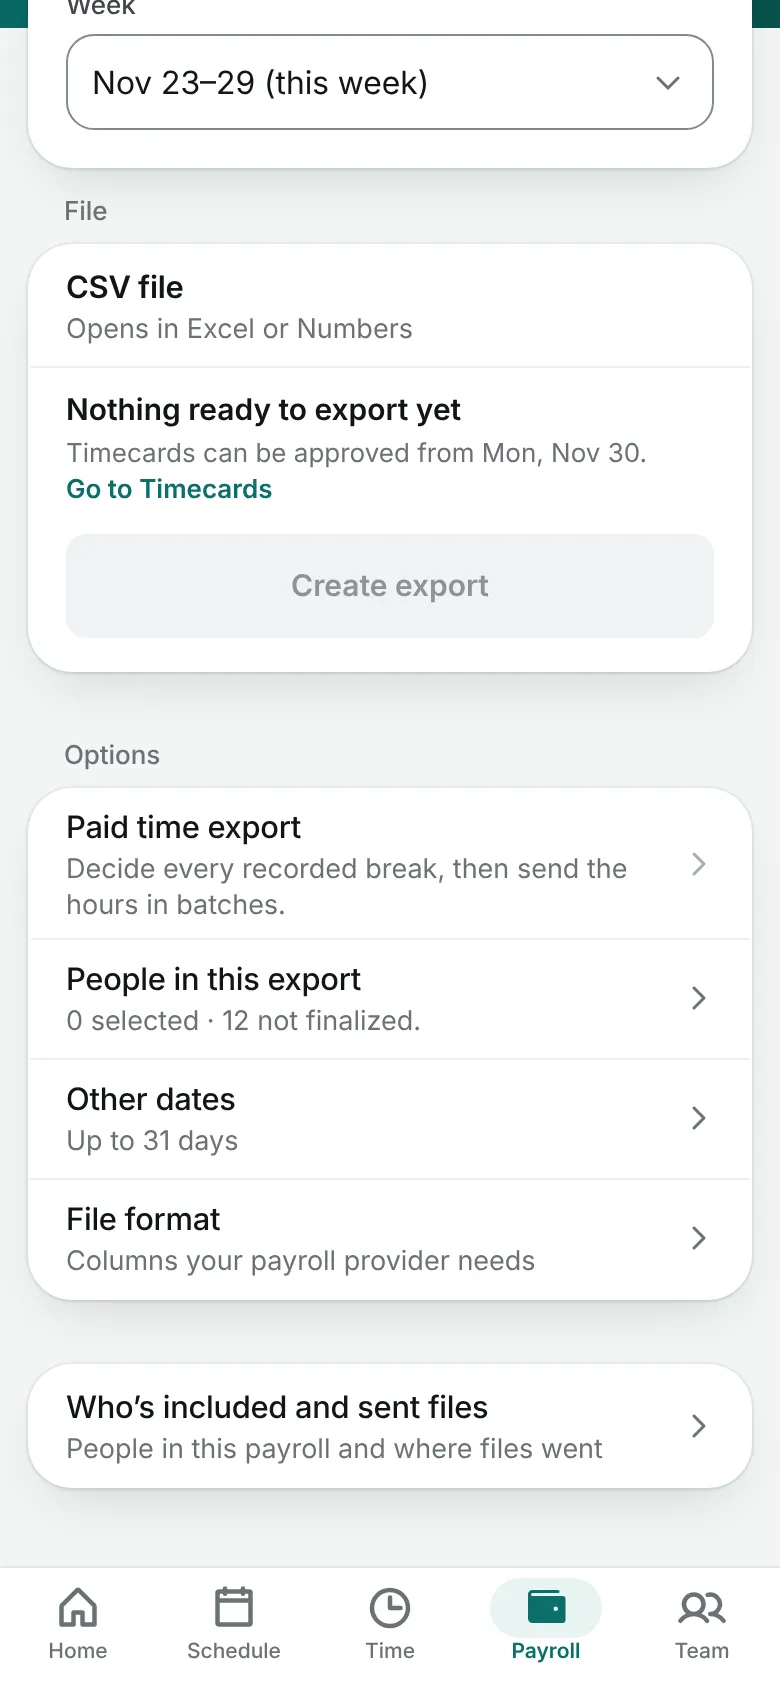 Week
Nov 23–29 (this week)
File
CSV file
Opens in Excel or Numbers
Nothing ready to export yet
Timecards can be approved from Mon, Nov 30.
Go to Timecards
Create export
Options
Paid time export
Decide every recorded break, then send the
hours in batches.
People in this export
0 selected · 12 not finalized.
Other dates
Up to 31 days
File format
Columns your payroll provider needs
Who’s included and sent files
People in this payroll and where files went
Home
Schedule
Time
Payroll
Team